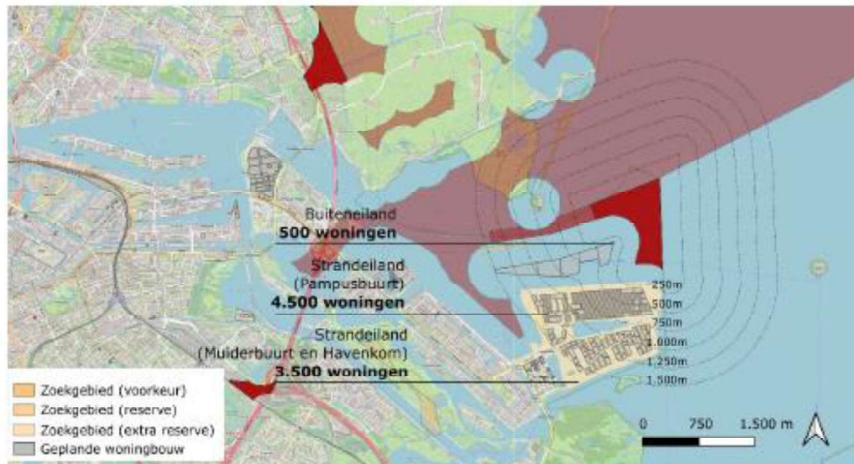 Buiteneiland
500 woningen
Strandeiland
(Pampusbuurt)
4.500 woningen
Strandeiland
(Muiderbuurt en Havenkom)
3.500 woningen
250m
500m
750m
1.000m
1.250m
1.500m
Zoekgebied (voorkeur)
Zoekgebied (reserve)
Zoekgebied (extra reserve)
Geplande woningbouw
0 750 1.500 m